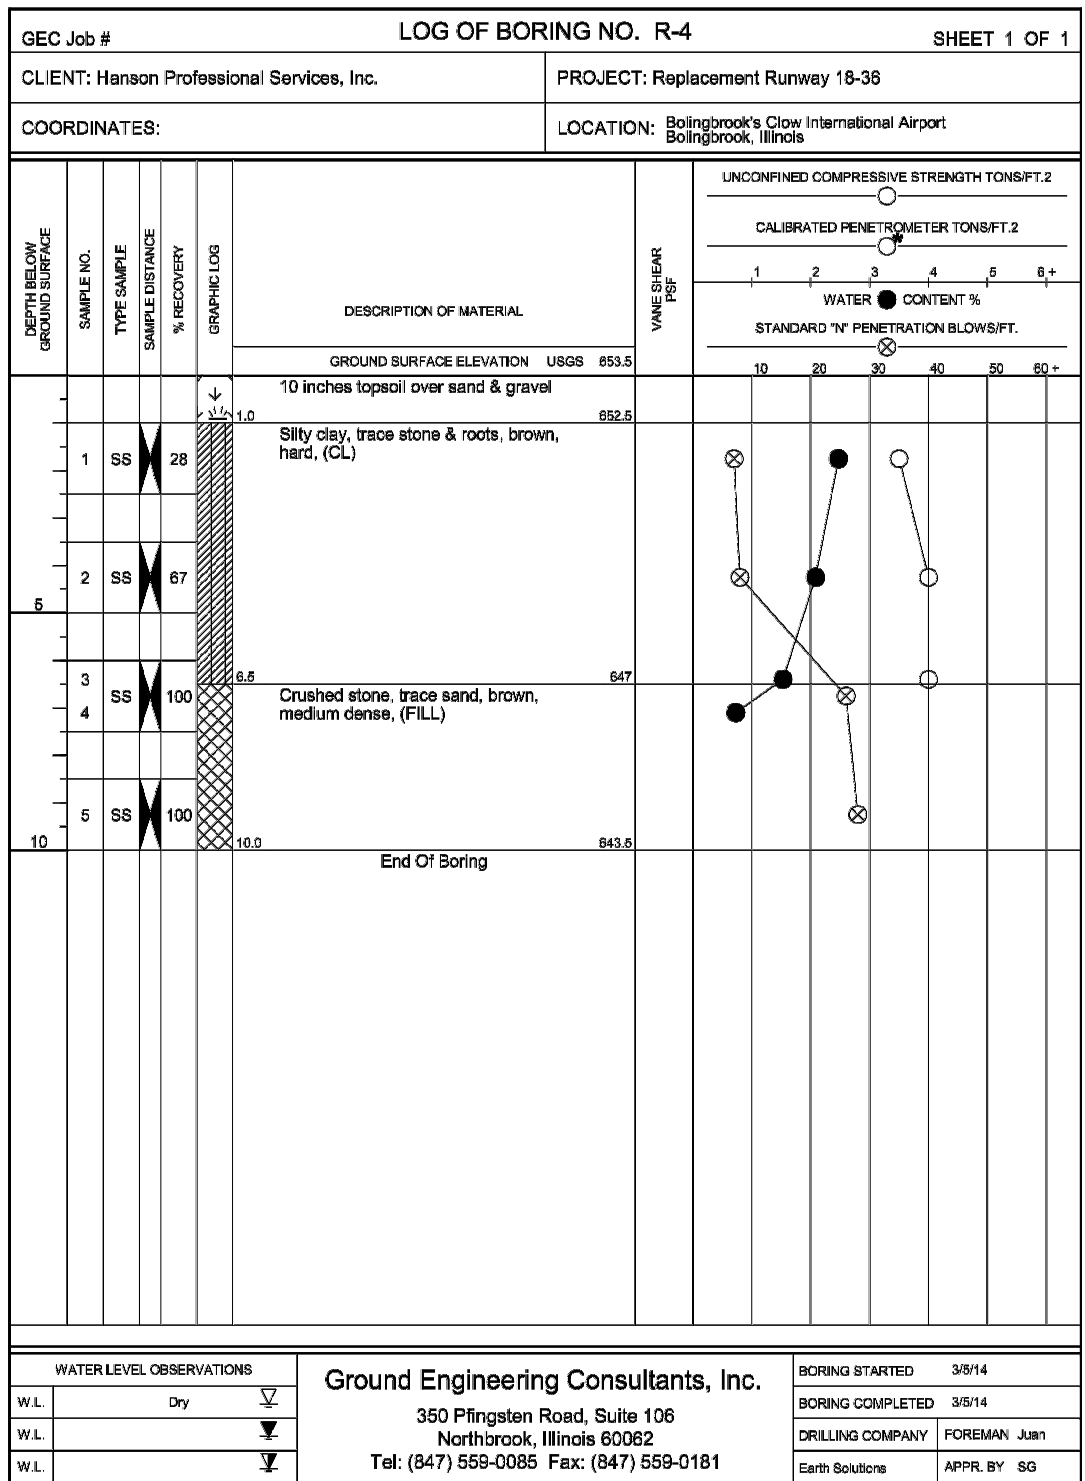 GEC Job #
LOG OF BORING NO. R-4
SHEET 1 OF 1
CLIENT: Hanson Professional Services, Inc.
PROJECT: Replacement Runway 18-36
COORDINATES:
LOCATION: Bolingbrook's Clow International Airport
Bolingbrook, Illinois
DEPTH BELOW
GROUND SURFACE
SAMPLE NO.
TYPE SAMPLE
SAMPLE DISTANCE
% RECOVERY
GRAPHIC LOG
DESCRIPTION OF MATERIAL
GROUND SURFACE ELEVATION USGS 653.5
VANE SHEAR
PSF
UNCONFINED COMPRESSIVE STRENGTH TONS/FT.2
CALIBRATED PENETROMETER TONS/FT.2
*
1 2 3 4 5 6+
WATER CONTENT %
STANDARD "N" PENETRATION BLOWS/FT.
10 20 30 40 50 60+
10 inches topsoil over sand & gravel
1.0 652.5
Silty clay, trace stone & roots, brown,
hard, (CL)
1 SS 28
2 SS 67
5
3
SS 100
4
6.5 647
Crushed stone, trace sand, brown,
medium dense, (FILL)
5 SS 100
10
10.0 643.5
End Of Boring
WATER LEVEL OBSERVATIONS
W.L. Dry
W.L.
W.L.
Ground Engineering Consultants, Inc.
350 Pfingsten Road, Suite 106
Northbrook, Illinois 60062
Tel: (847) 559-0085 Fax: (847) 559-0181
BORING STARTED 3/5/14
BORING COMPLETED 3/5/14
DRILLING COMPANY FOREMAN Juan
Earth Solutions APPR. BY SG